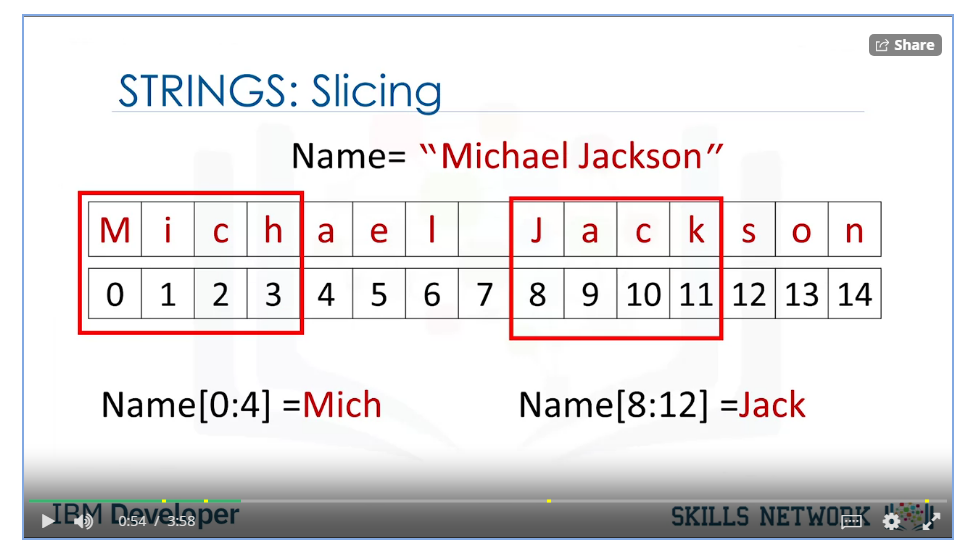 Share
STRINGS: Slicing
Name= “Michael Jackson”
M i c h a e l J a c k s o n
0 1 2 3 4 5 6 7 8 9 10 11 12 13 14
Name[0:4] =Mich Name[8:12] =Jack
IBM Developer SKILLS NETWORK
0:54 / 3:58